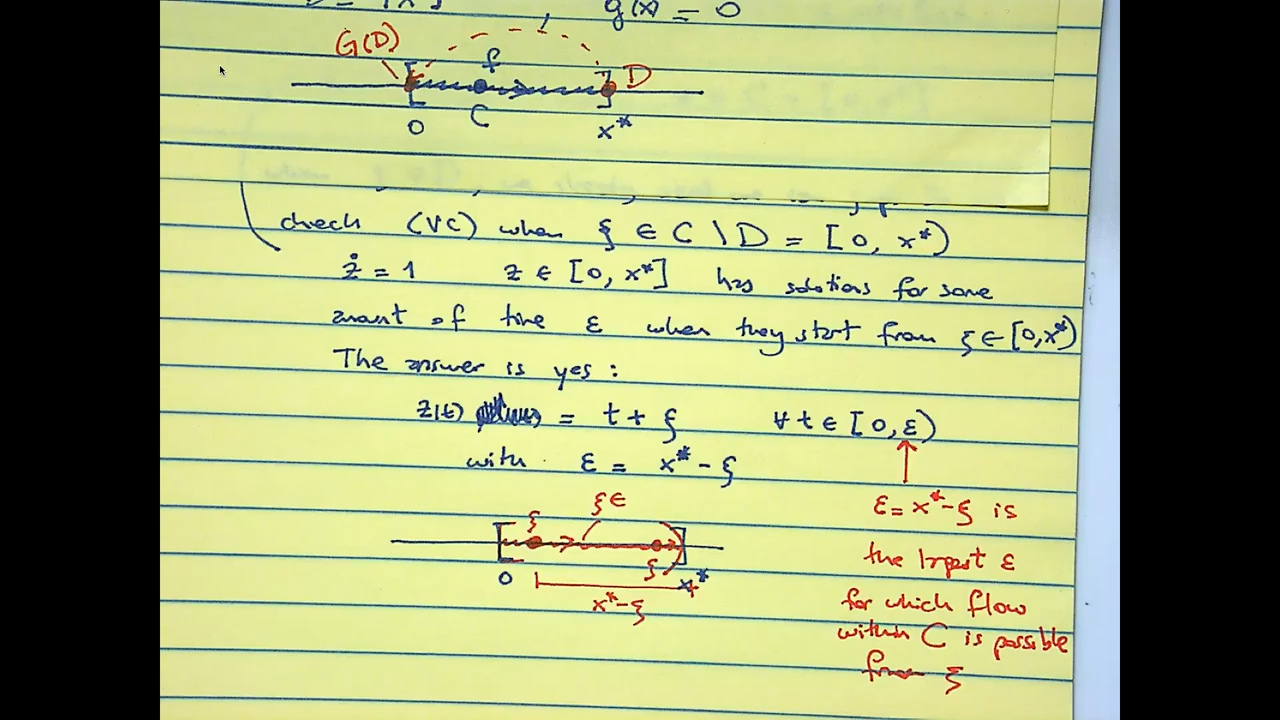 g(x) = 0
G(D)
f
D
0
C
x*
check (VC) when ξ ∈ C \ D = [0, x*)
ż = 1 z ∈ [0, x*] has solutions for some
amount of time ε when they start from ξ ∈ [0, x*)
The answer is yes :
z(t) = t + ξ ∀ t ∈ [0, ε)
with ε = x* - ξ
ε = x* - ξ is
the largest ε
for which flow
within C is possible
from ξ
ξ
ξ ∈
ξ
0
x*
x* - ξ